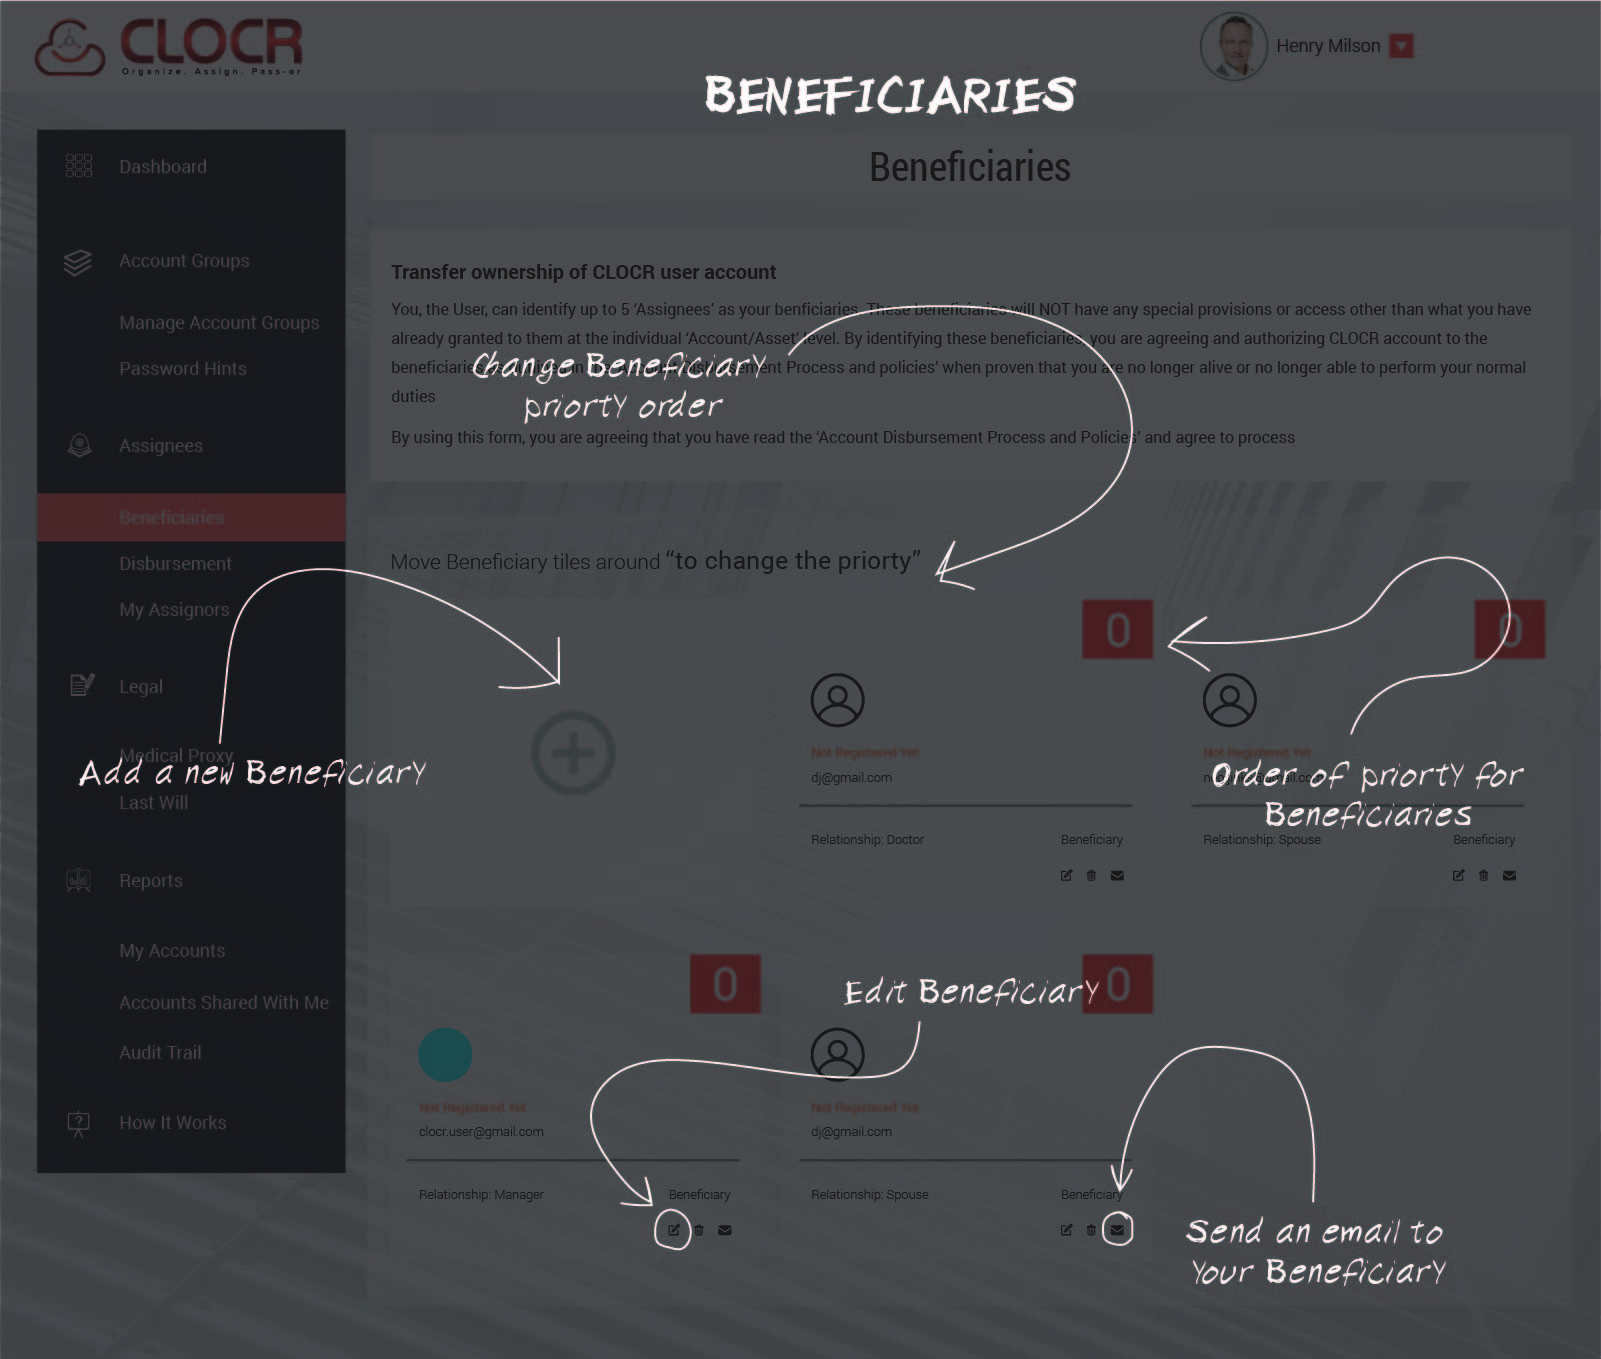 CLOCR
Organize. Assign. Pass-or
Henry Milson
BENEFICIARIES
Beneficiaries
Dashboard
Account Groups
Manage Account Groups
Password Hints
Assignees
Beneficiaries
Disbursement
My Assignors
Legal
Medical Proxy
Last Will
Reports
My Accounts
Accounts Shared With Me
Audit Trail
How It Works
Transfer ownership of CLOCR user account
You, the User, can identify up to 5 ‘Assignees’ as your benficiaries. These beneficiaries will NOT have any special provisions or access other than what you have
already granted to them at the individual ‘Account/Asset’ level. By identifying these beneficiaries, you are agreeing and authorizing CLOCR account to the
beneficiaries Process and policies’ when proven that you are no longer alive or no longer able to perform your normal
duties
By using this form, you are agreeing that you have read the ‘Account Disbursement Process and Policies’ and agree to process
Change Beneficiary
priorty order
Move Beneficiary tiles around “to change the priorty”
Add a new Beneficiary
0
Not Registered Yet
dj@gmail.com
Relationship: Doctor
Beneficiary
0
Not Registered Yet
Order of priorty for
Beneficiaries
Relationship: Spouse
Beneficiary
0
Not Registered Yet
clocr.user@gmail.com
Relationship: Manager
Beneficiary
Edit Beneficiary
0
Not Registered Yet
dj@gmail.com
Relationship: Spouse
Beneficiary
Send an email to
your Beneficiary